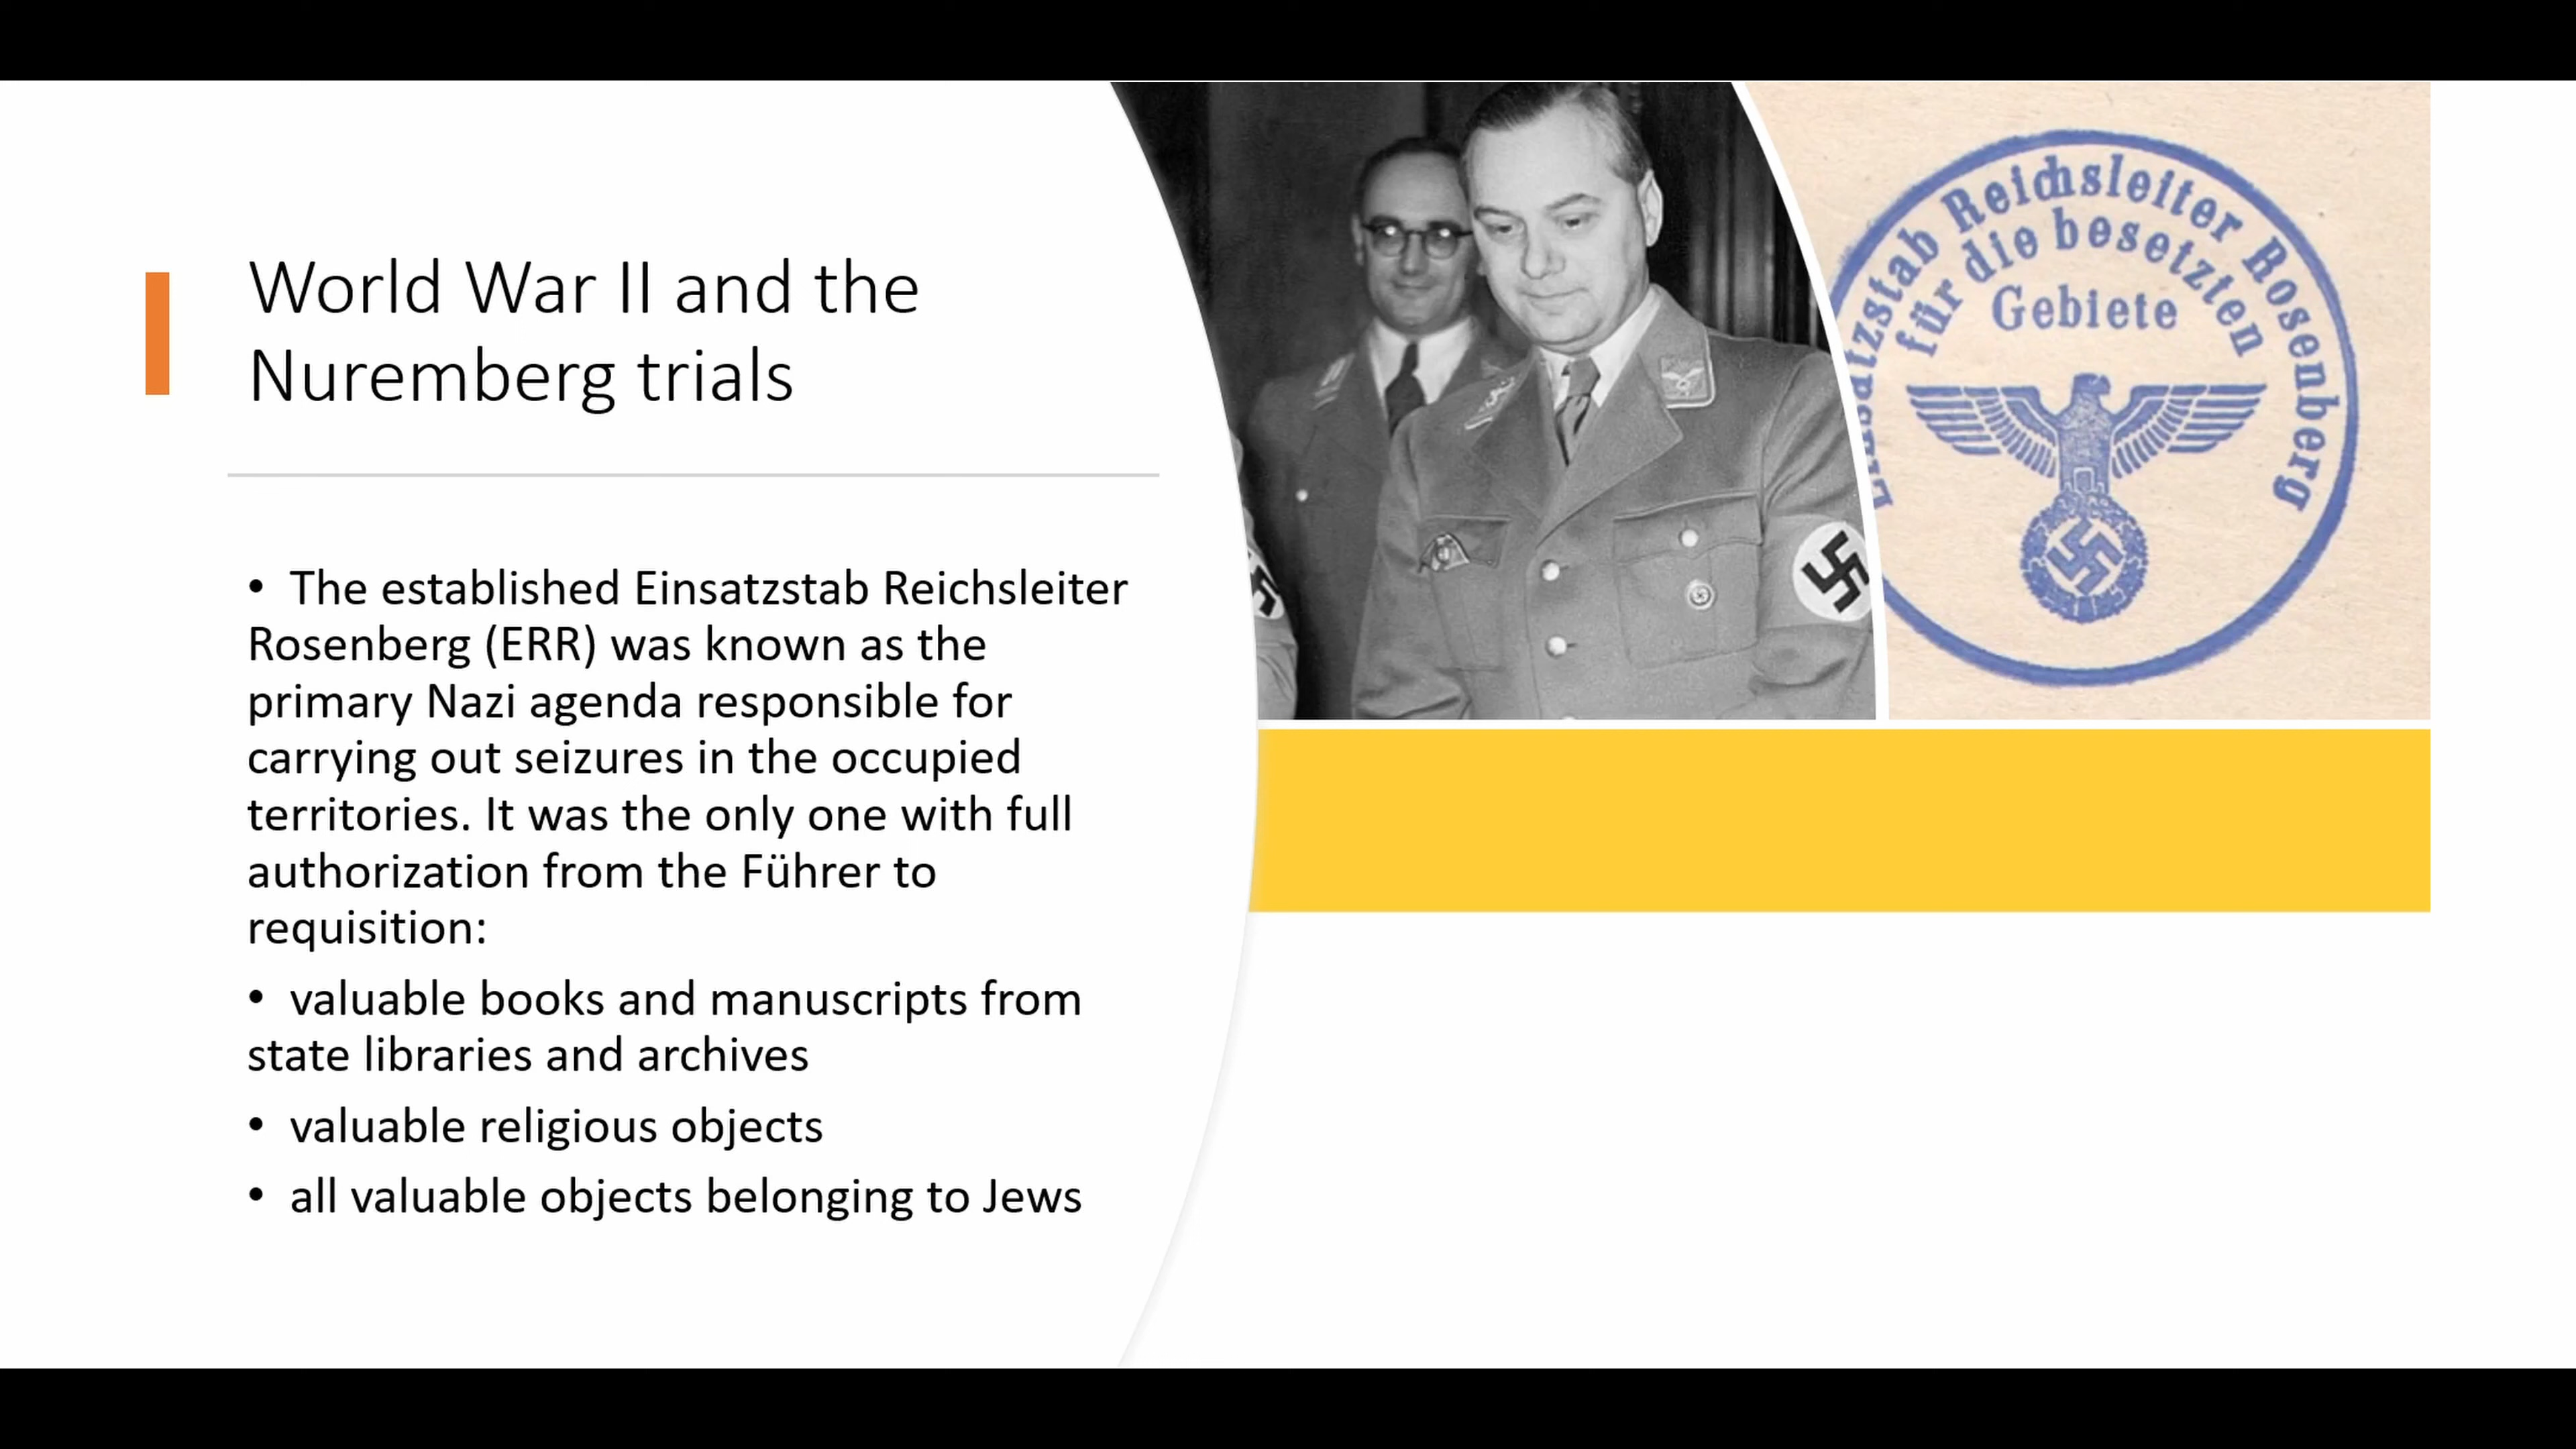 World War II and the
Nuremberg trials
• The established Einsatzstab Reichsleiter
Rosenberg (ERR) was known as the
primary Nazi agenda responsible for
carrying out seizures in the occupied
territories. It was the only one with full
authorization from the Führer to
requisition:
• valuable books and manuscripts from
state libraries and archives
• valuable religious objects
• all valuable objects belonging to Jews
Einsatzstab Reichsleiter Rosenberg
für die besetzten
Gebiete